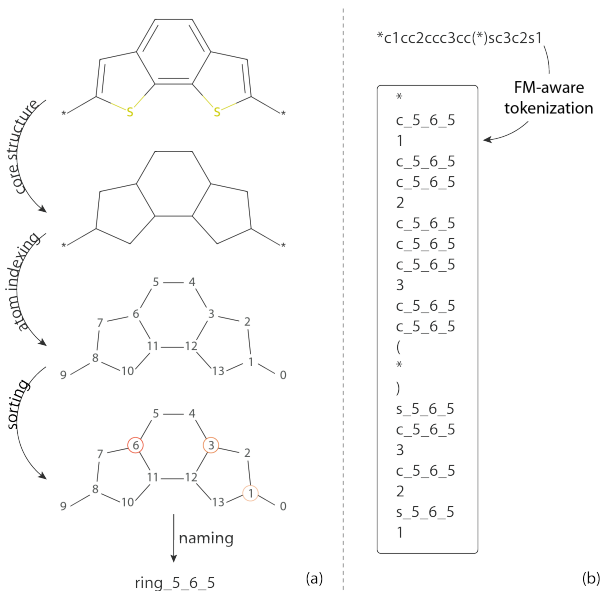 S
S
*
*
core structure
*
*
atom indexing
5
4
6
3
7
2
11
12
8
1
9
10
13
0
sorting
5
4
6
3
7
2
11
12
8
1
9
10
13
0
naming
ring_5_6_5
(a)
*c1cc2ccc3cc(*)sc3c2s1
FM-aware
tokenization
*
c_5_6_5
1
c_5_6_5
c_5_6_5
2
c_5_6_5
c_5_6_5
c_5_6_5
3
c_5_6_5
c_5_6_5
(
*
)
s_5_6_5
c_5_6_5
3
c_5_6_5
2
s_5_6_5
1
(b)